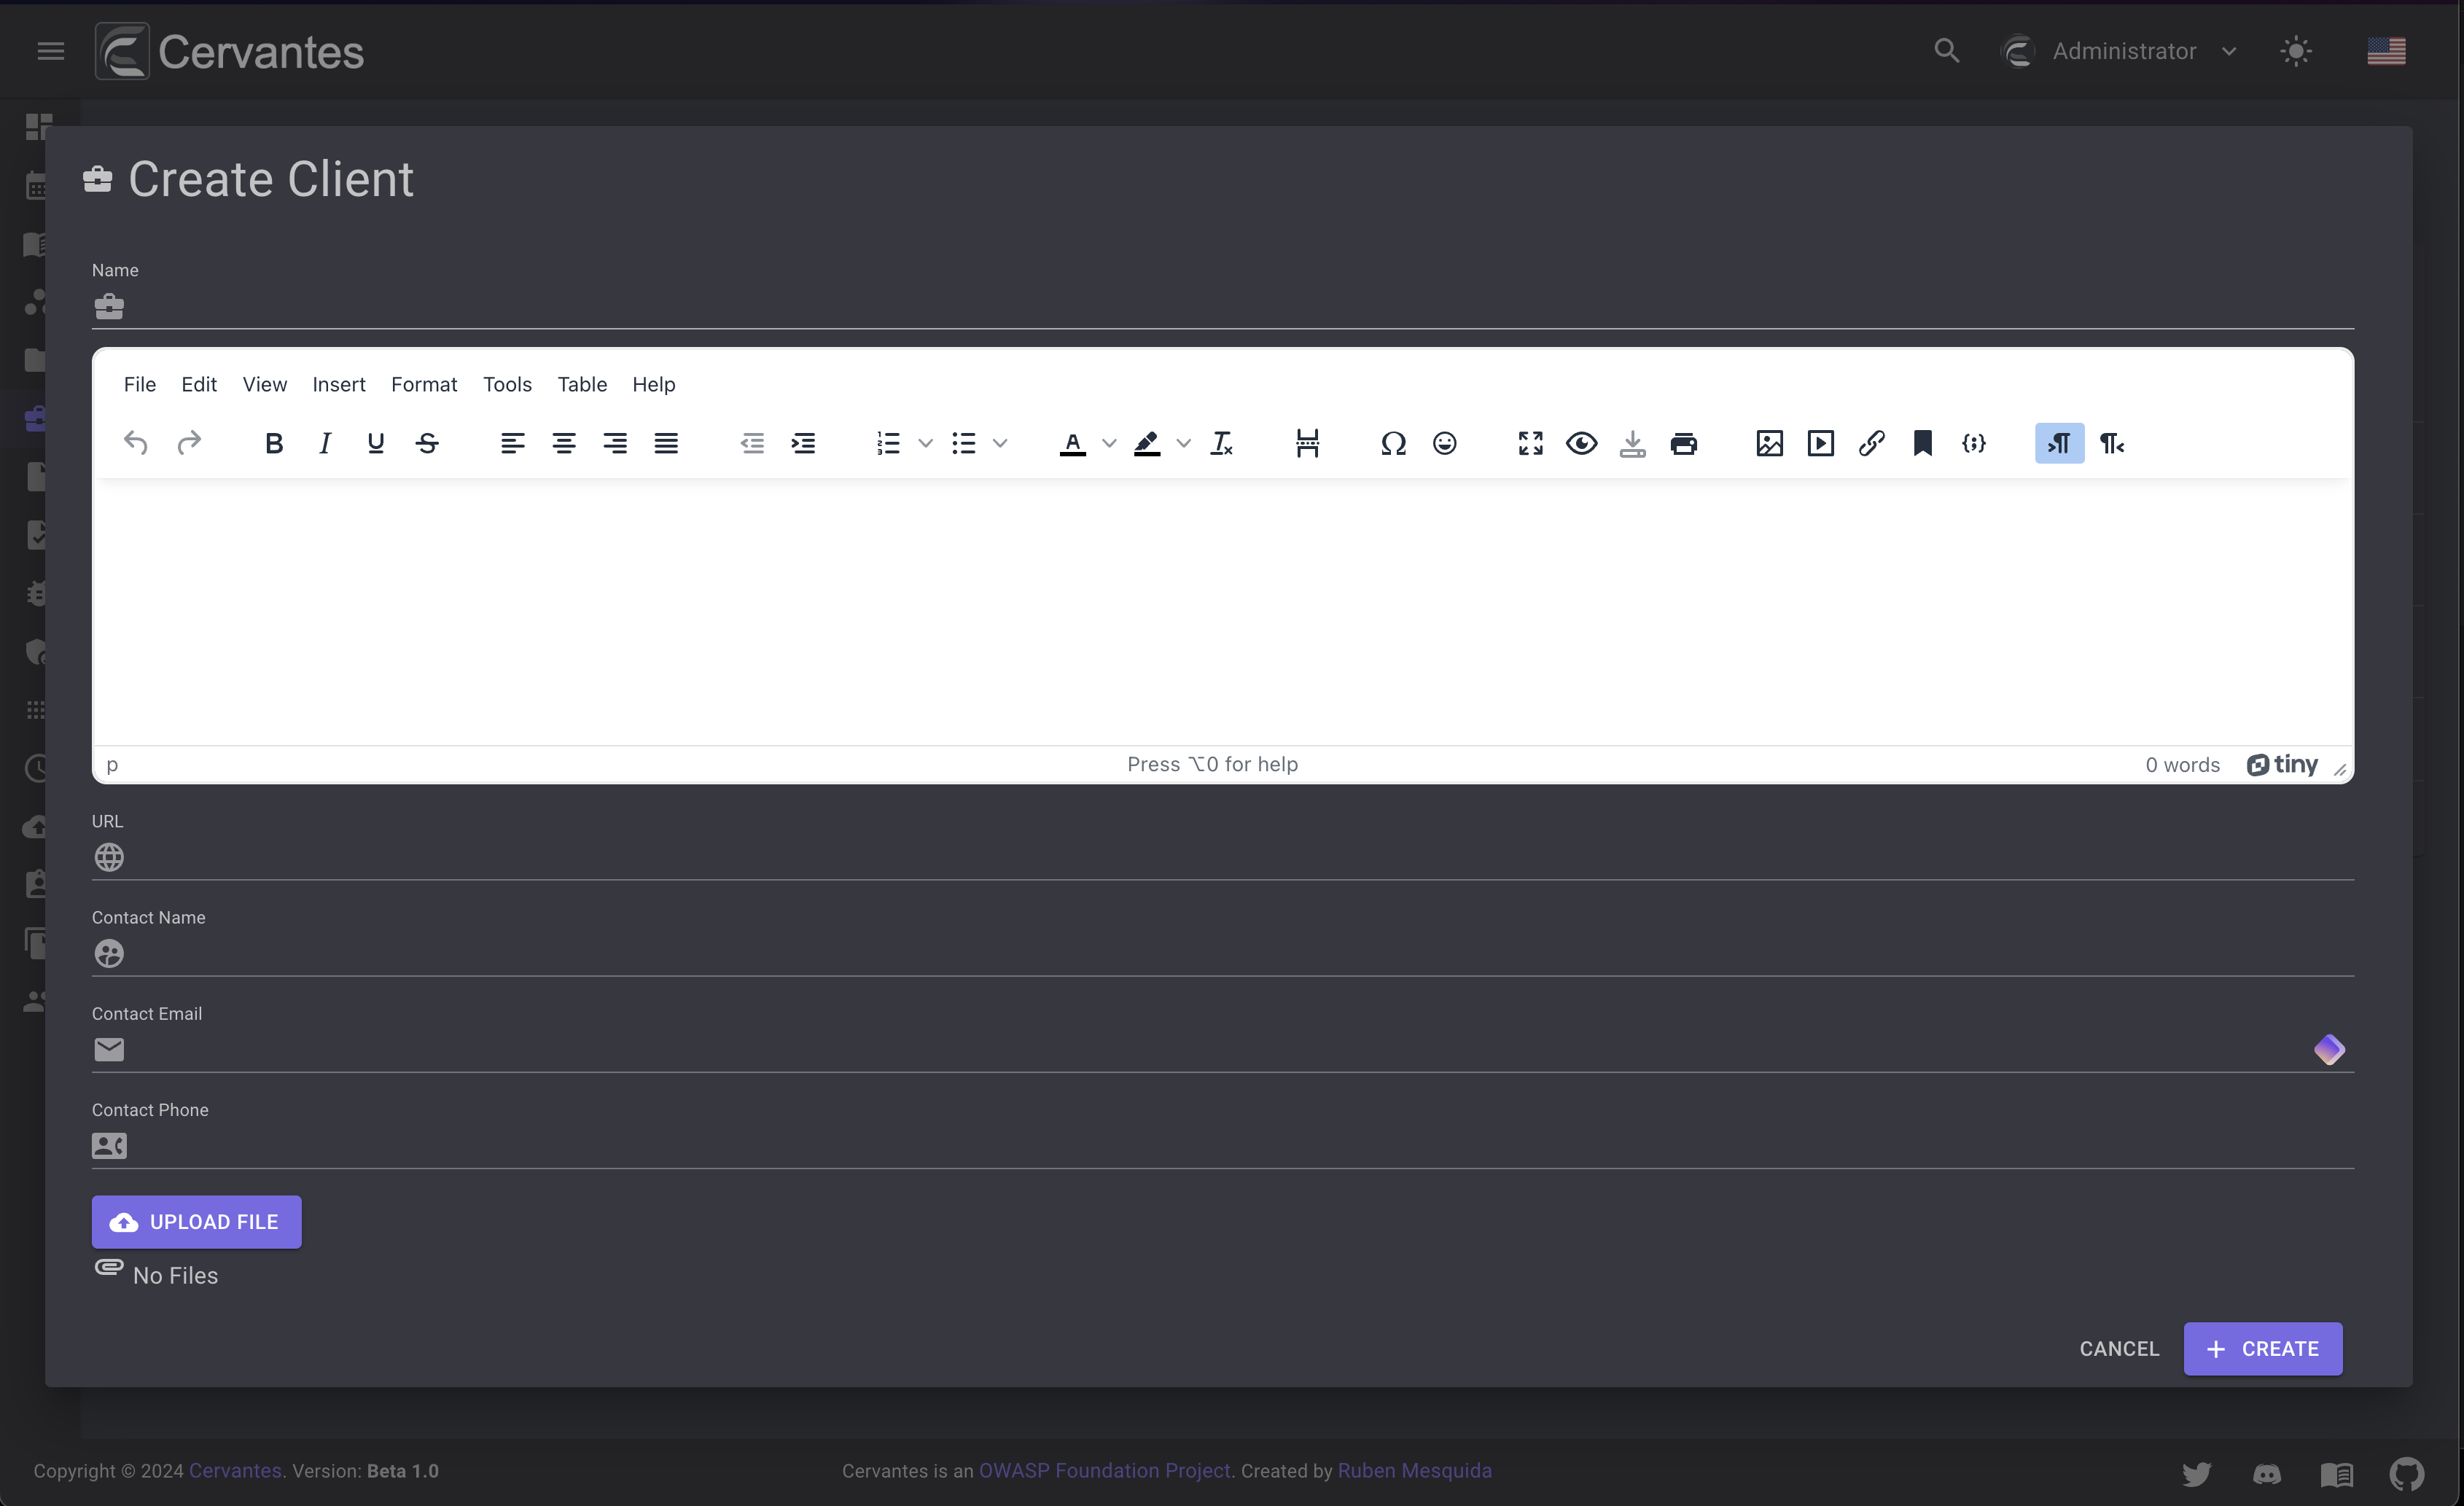 Cervantes
Administrator
Create Client
Name
File Edit View Insert Format Tools Table Help
p Press ⌥0 for help 0 words tiny
URL
Contact Name
Contact Email
Contact Phone
UPLOAD FILE
No Files
CANCEL CREATE
Copyright © 2024 Cervantes. Version: Beta 1.0 Cervantes is an OWASP Foundation Project. Created by Ruben Mesquida